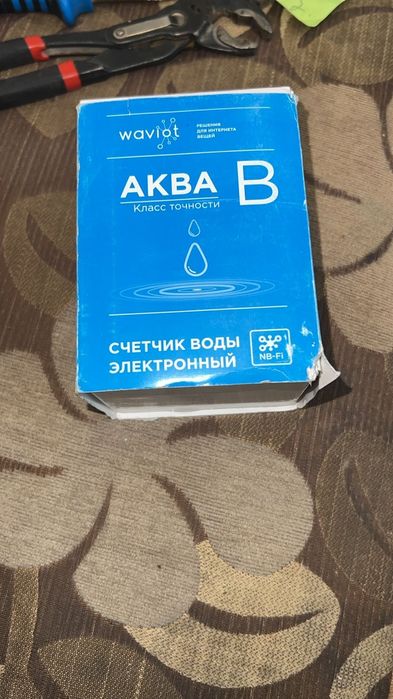 waviot
РЕШЕНИЯ
ДЛЯ ИНТЕРНЕТА
ВЕЩЕЙ
АКВА B
Класс точности
СЧЕТЧИК ВОДЫ
ЭЛЕКТРОННЫЙ
NB-Fi